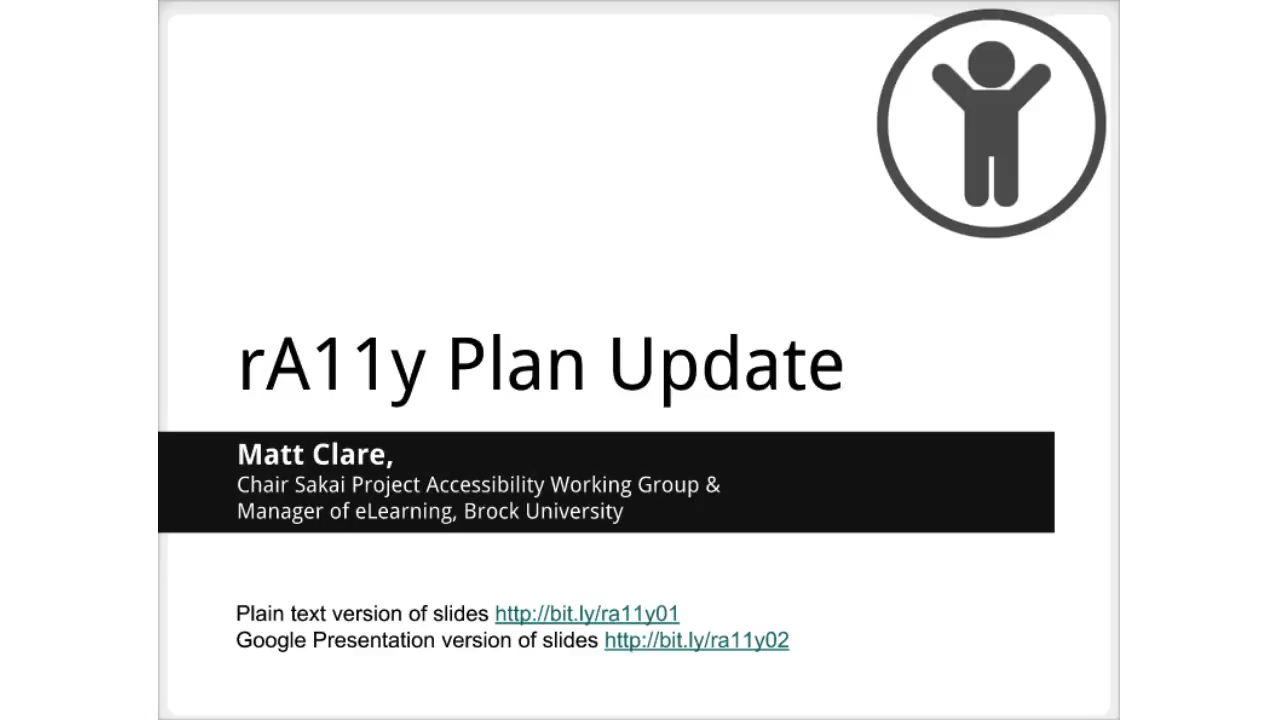 rA11y Plan Update
Matt Clare,
Chair Sakai Project Accessibility Working Group &
Manager of eLearning, Brock University
Plain text version of slides http://bit.ly/ra11y01
Google Presentation version of slides http://bit.ly/ra11y02